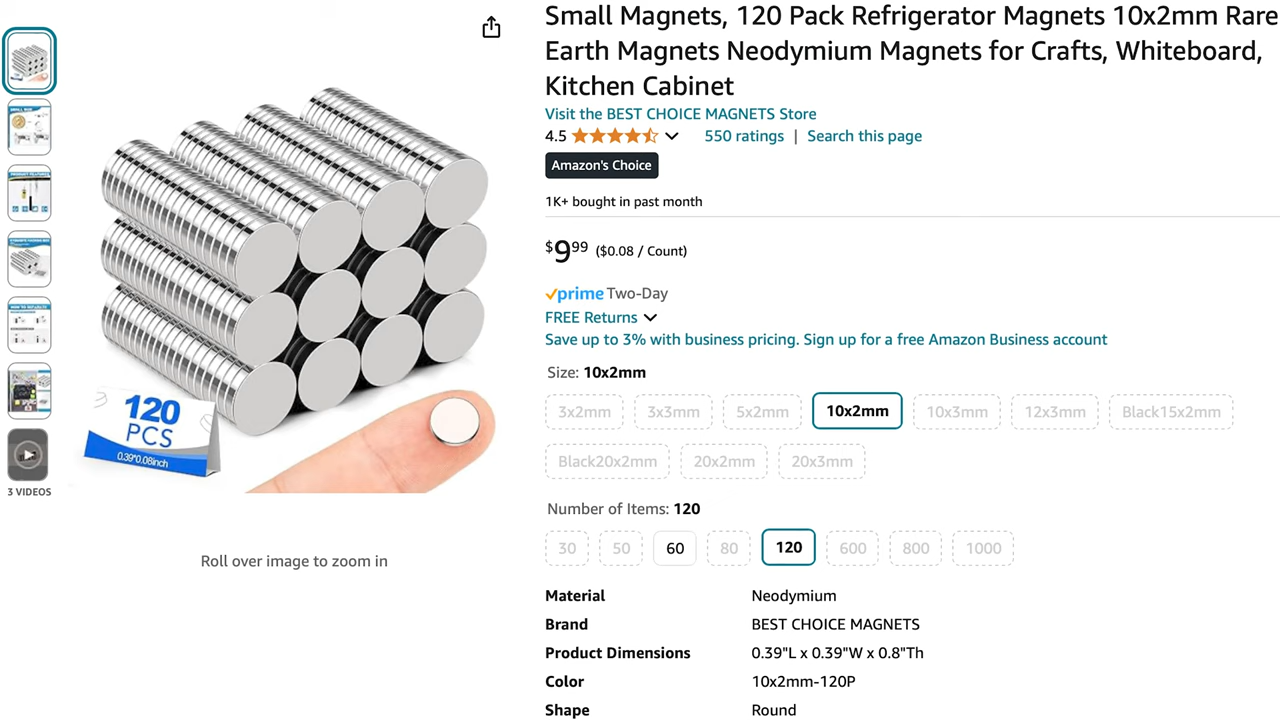 Small Magnets, 120 Pack Refrigerator Magnets 10x2mm Rare
Earth Magnets Neodymium Magnets for Crafts, Whiteboard,
Kitchen Cabinet
Visit the BEST CHOICE MAGNETS Store
4.5 550 ratings | Search this page
Amazon's Choice
1K+ bought in past month
$9 99 ($0.08 / Count)
prime Two-Day
FREE Returns
Save up to 3% with business pricing. Sign up for a free Amazon Business account
Size: 10x2mm
3x2mm 3x3mm 5x2mm 10x2mm 10x3mm 12x3mm Black15x2mm
Black20x2mm 20x2mm 20x3mm
Number of Items: 120
30 50 60 80 120 600 800 1000
Material Neodymium
Brand BEST CHOICE MAGNETS
Product Dimensions 0.39"L x 0.39"W x 0.8"Th
Color 10x2mm-120P
Shape Round
120
PCS
0.39*0.08inch
3 VIDEOS
Roll over image to zoom in